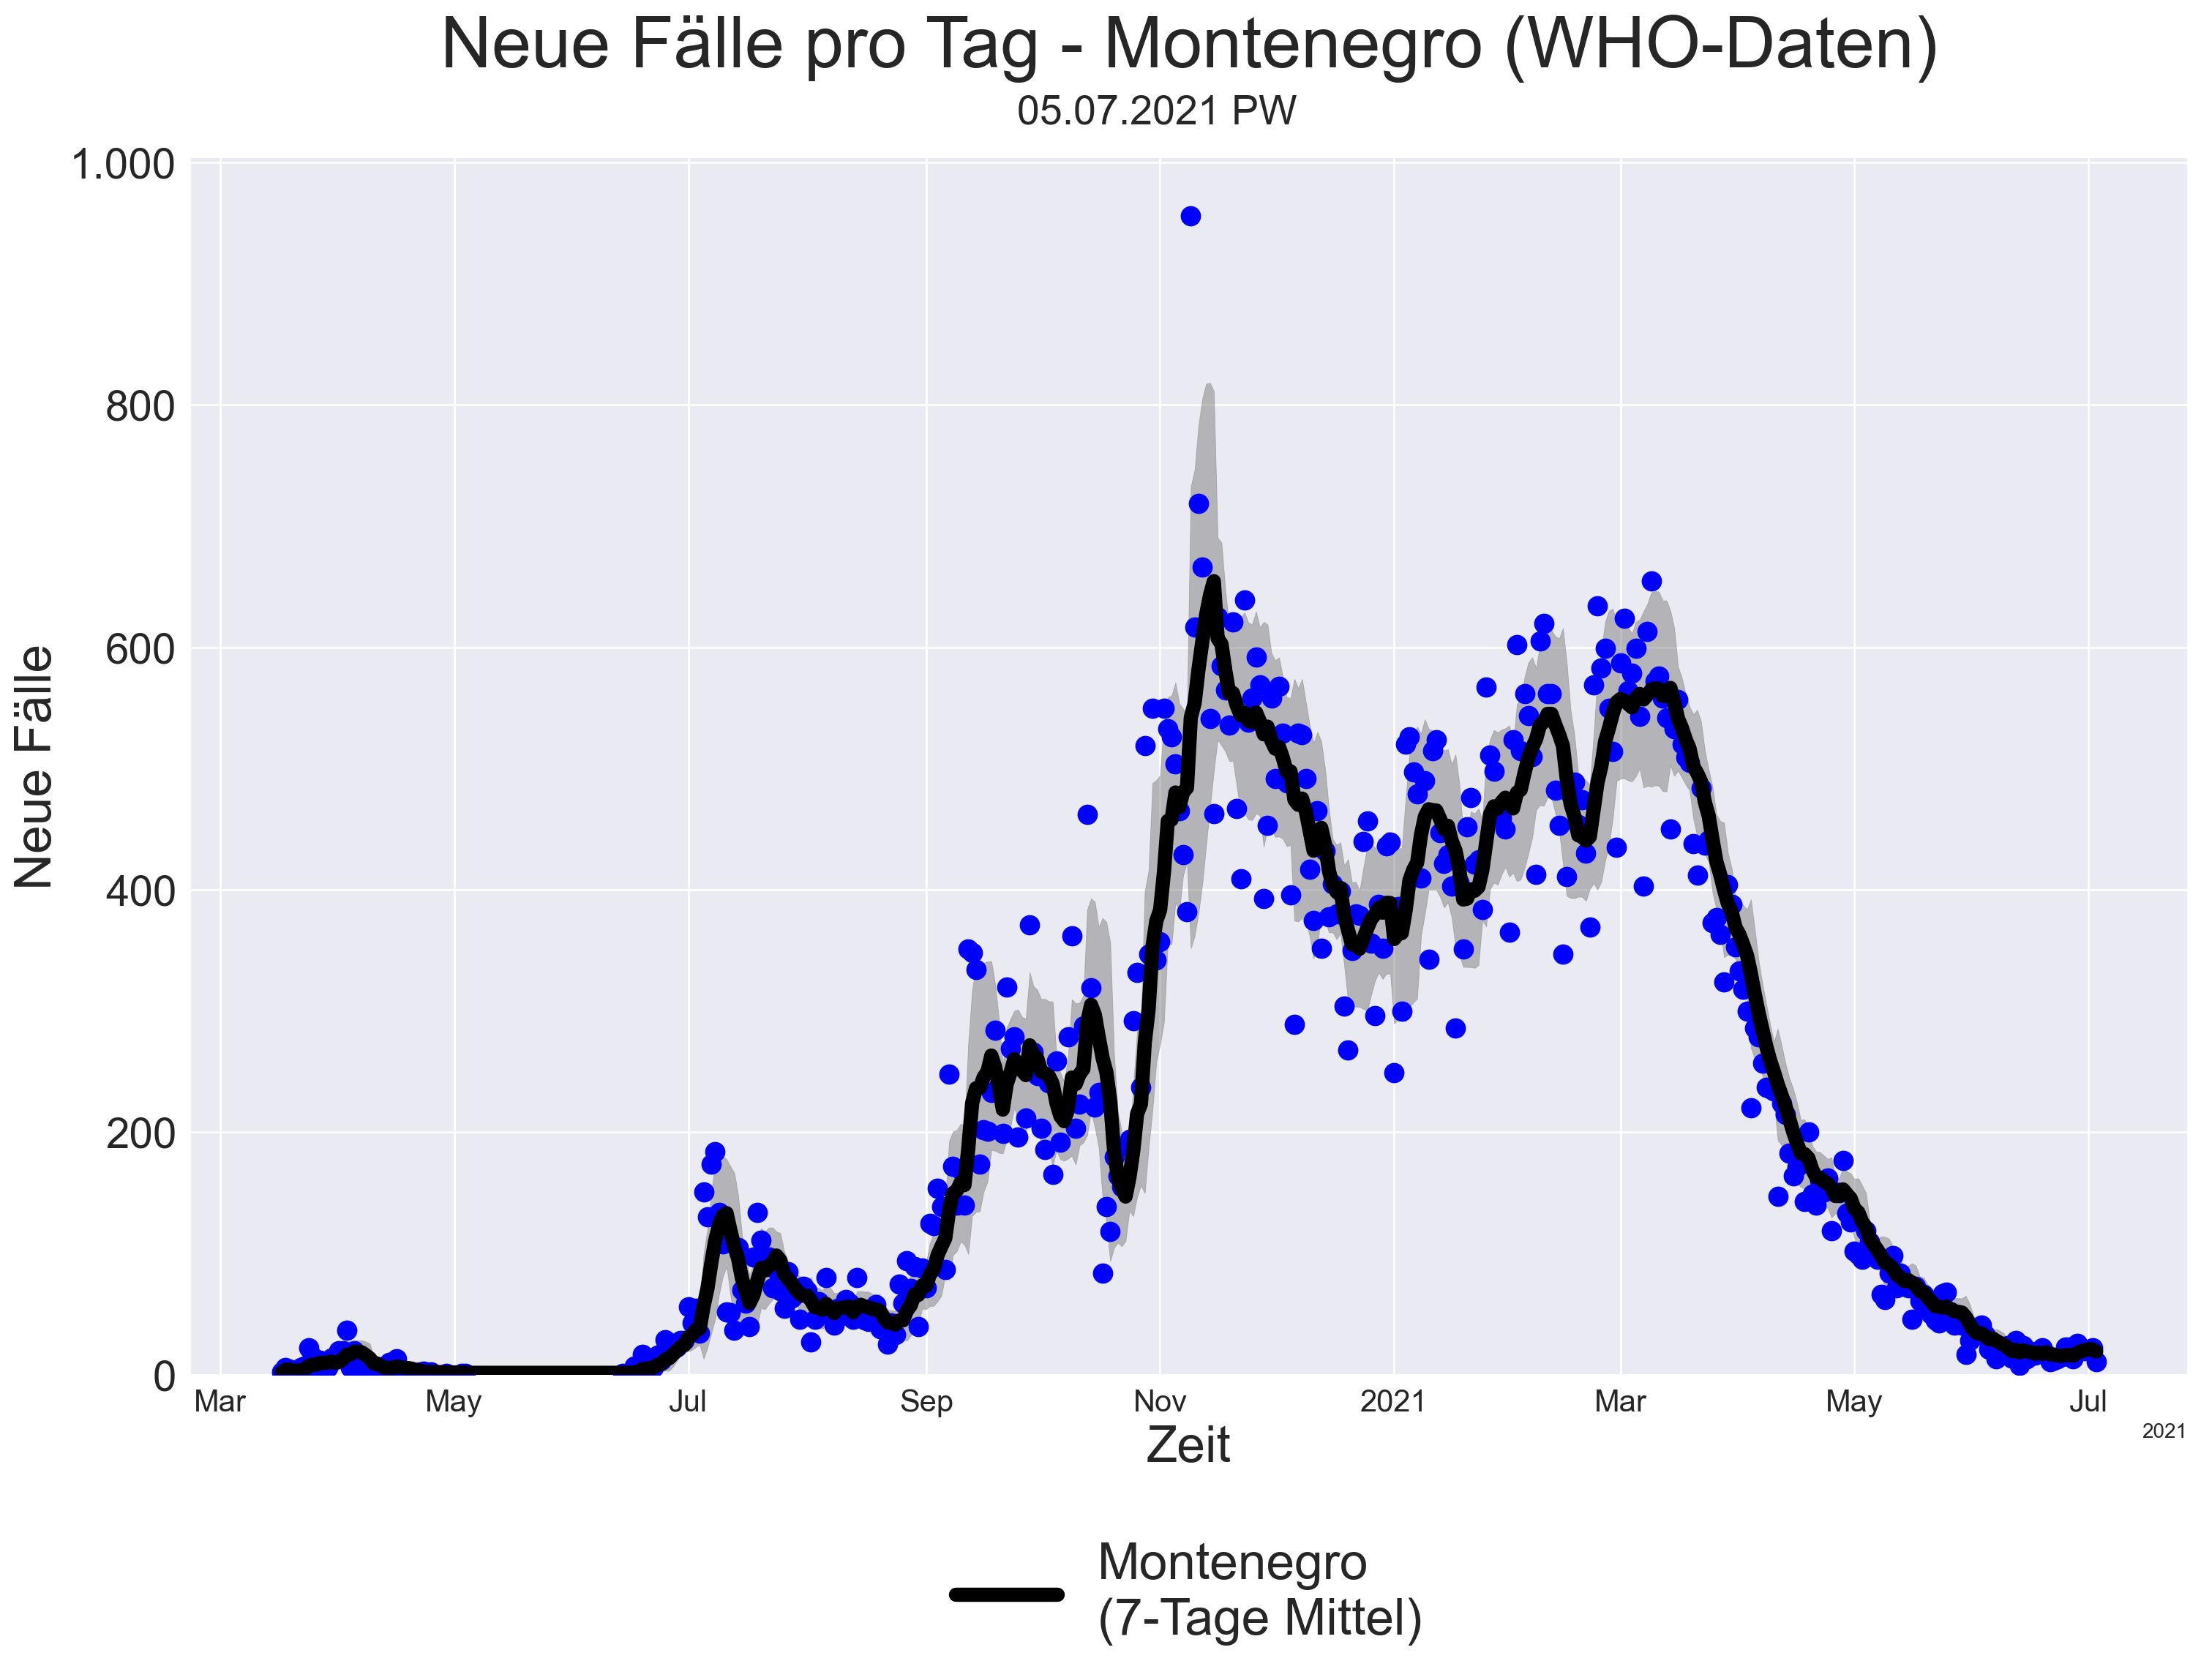 Neue Fälle pro Tag - Montenegro (WHO-Daten)
05.07.2021 PW
1.000
800
600
400
200
0
Neue Fälle
Mar May Jul Sep Nov 2021 Mar May Jul
Zeit
2021
Montenegro
(7-Tage Mittel)